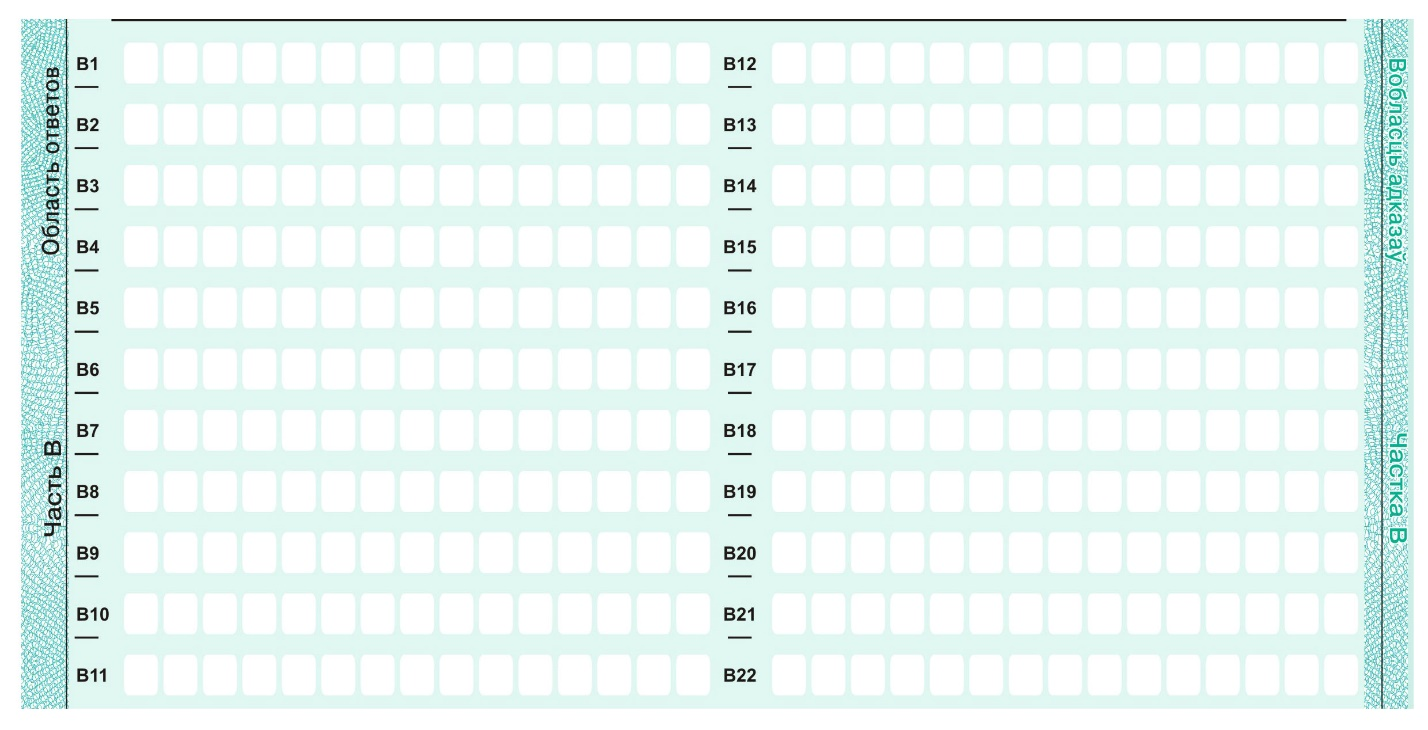 Область ответов
Часть В
B1
B2
B3
B4
B5
B6
B7
B8
B9
B10
B11
B12
B13
B14
B15
B16
B17
B18
B19
B20
B21
B22
Вобласць адказаў
Частка В